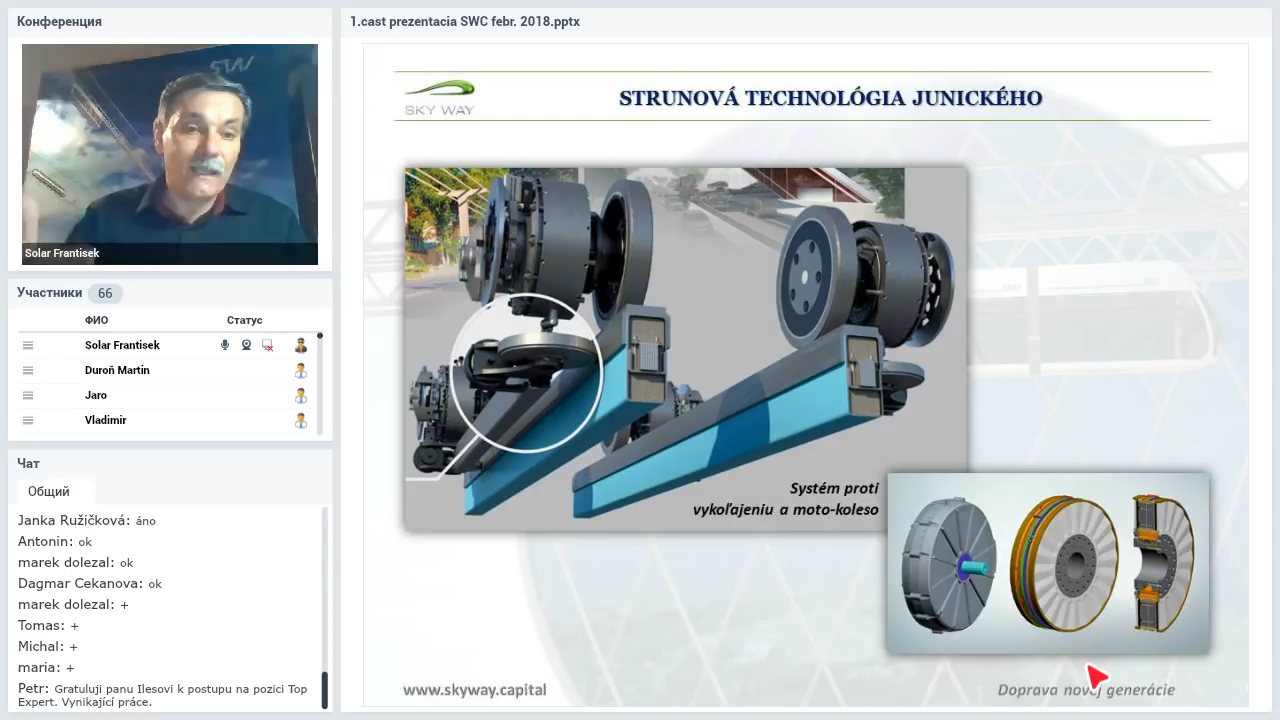 Конференция
Solar Frantisek
Участники 66
ФИО Статус
Solar Frantisek
Duroň Martin
Jaro
Vladimir
Чат
Общий
Janka Ružičková: áno
Antonin: ok
marek dolezal: ok
Dagmar Cekanova: ok
marek dolezal: +
Tomas: +
Michal: +
maria: +
Petr: Gratuluji panu Ilesovi k postupu na pozici Top
Expert. Vynikající práce.
1.cast prezentacia SWC febr. 2018.pptx
SKY WAY
STRUNOVÁ TECHNOLÓGIA JUNICKÉHO
Systém proti
vykoľajeniu a moto-koleso
www.skyway.capital
Doprava novej generácie